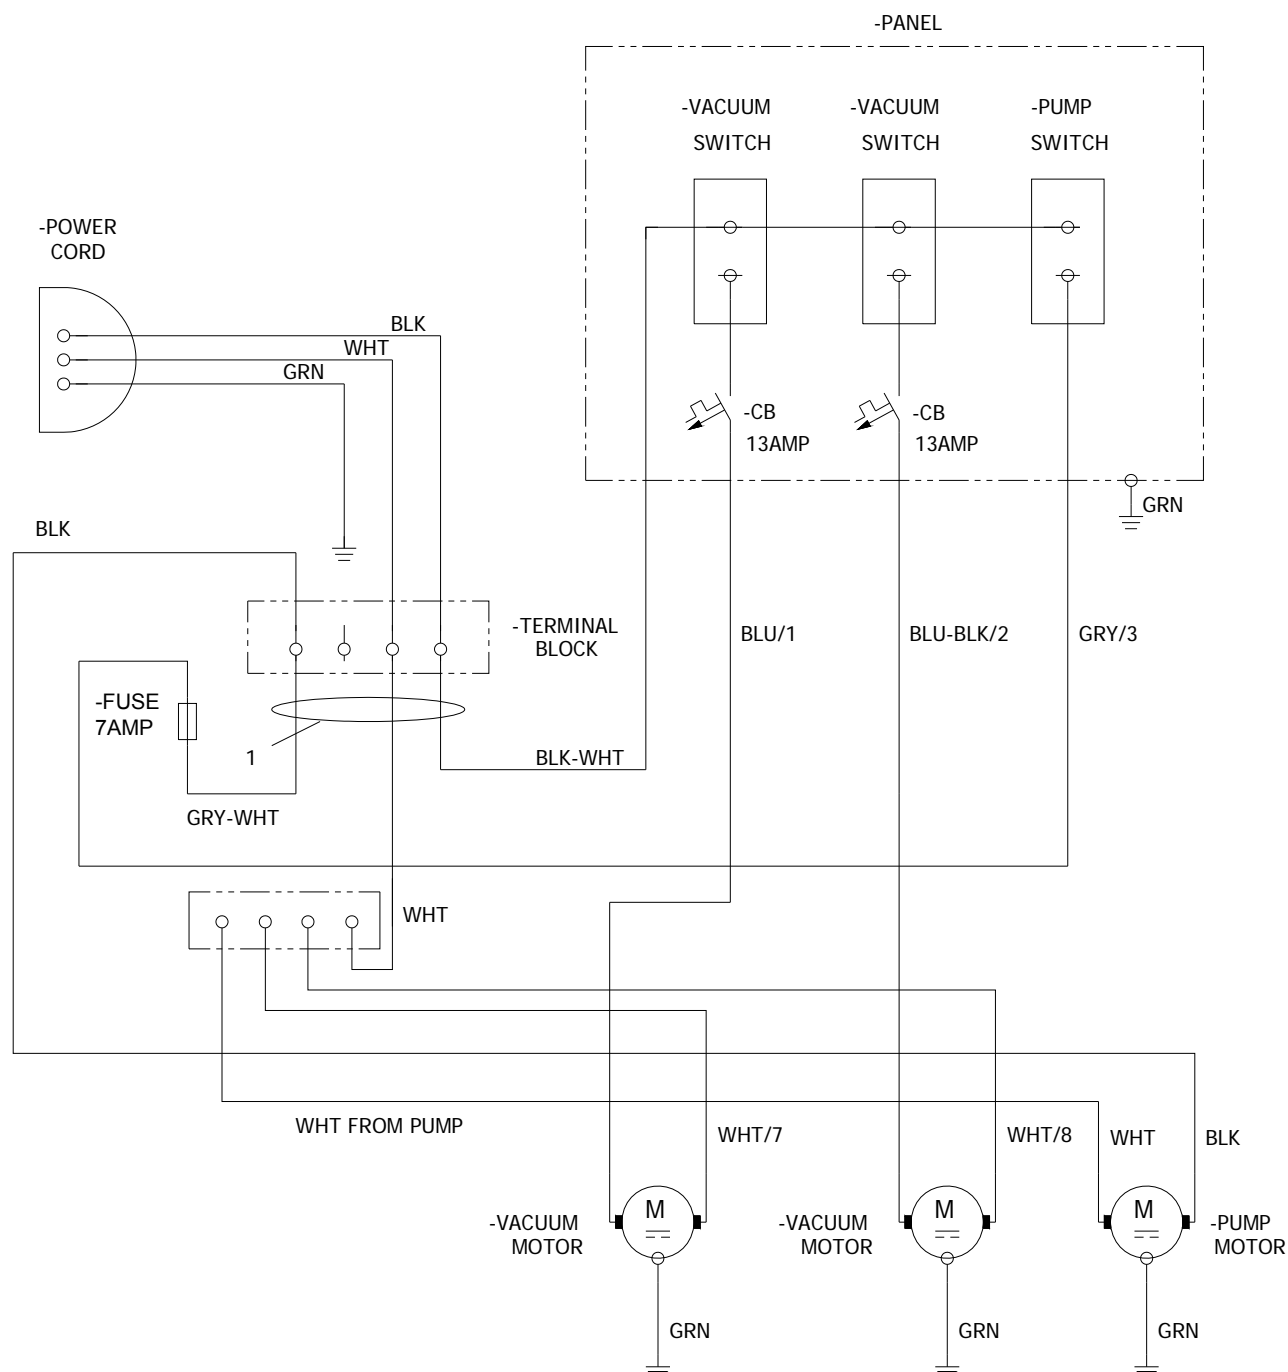 -PANEL
-VACUUM
SWITCH
-VACUUM
SWITCH
-PUMP
SWITCH
-POWER
CORD
BLK
WHT
GRN
-CB
13AMP
-CB
13AMP
GRN
BLK
-TERMINAL
BLOCK
BLU/1
BLU-BLK/2
GRY/3
-FUSE
7AMP
1
BLK-WHT
GRY-WHT
WHT
WHT FROM PUMP
WHT/7
WHT/8
WHT
BLK
M
-VACUUM
MOTOR
M
-VACUUM
MOTOR
M
-PUMP
MOTOR
GRN
GRN
GRN